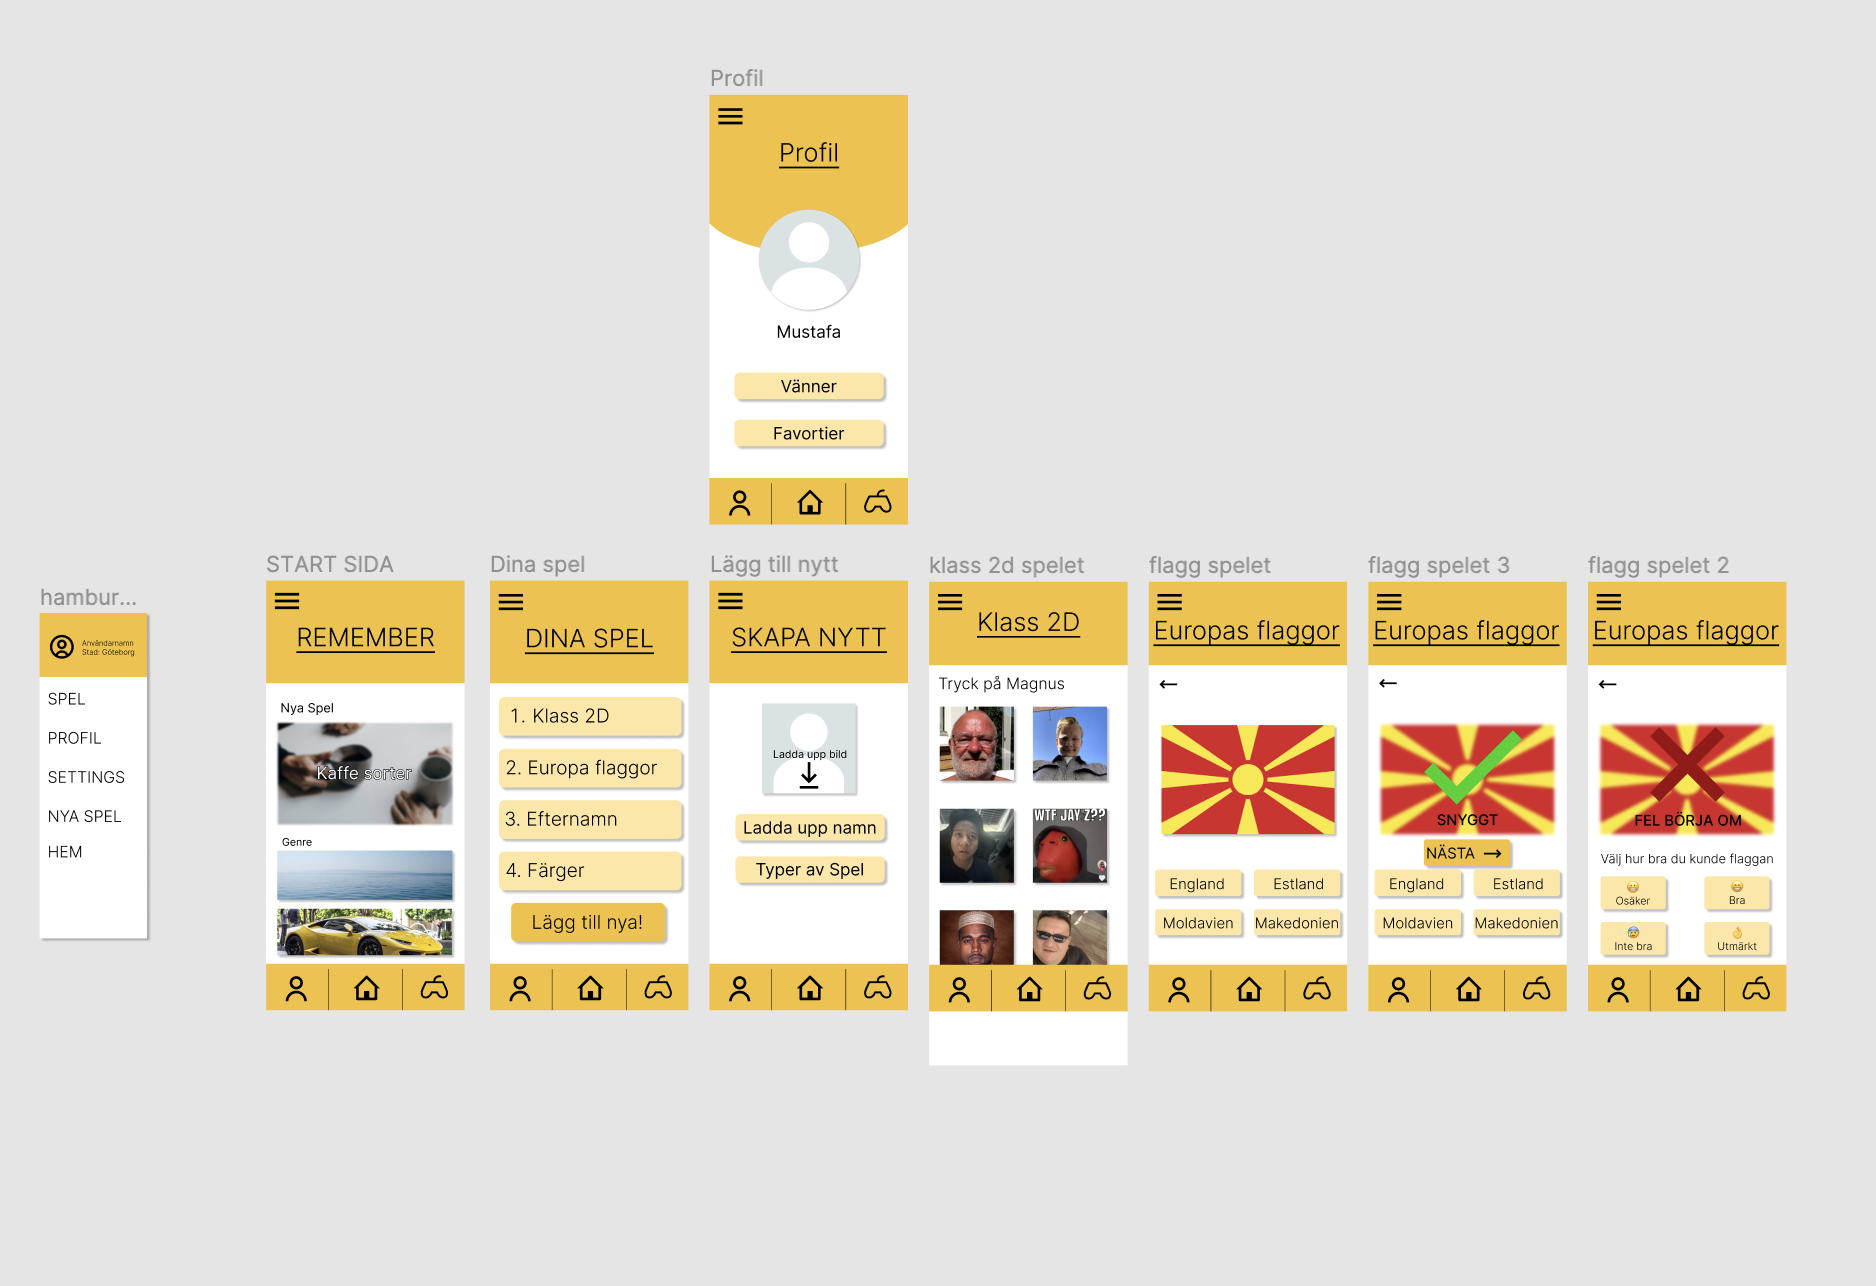 Profil
Profil
Mustafa
Vänner
Favortier
hambur...
Användarnamn
Stad: Göteborg
SPEL
PROFIL
SETTINGS
NYA SPEL
HEM
START SIDA
REMEMBER
Nya Spel
Kaffe sorter
Genre
Dina spel
DINA SPEL
1. Klass 2D
2. Europa flaggor
3. Efternamn
4. Färger
Lägg till nya!
Lägg till nytt
SKAPA NYTT
Ladda upp bild
Ladda upp namn
Typer av Spel
klass 2d spelet
Klass 2D
Tryck på Magnus
WTF JAY Z??
flagg spelet
Europas flaggor
England
Estland
Moldavien
Makedonien
flagg spelet 3
Europas flaggor
SNYGGT
NÄSTA
England
Estland
Moldavien
Makedonien
flagg spelet 2
Europas flaggor
FEL BÖRJA OM
Välj hur bra du kunde flaggan
Osäker
Bra
Inte bra
Utmärkt